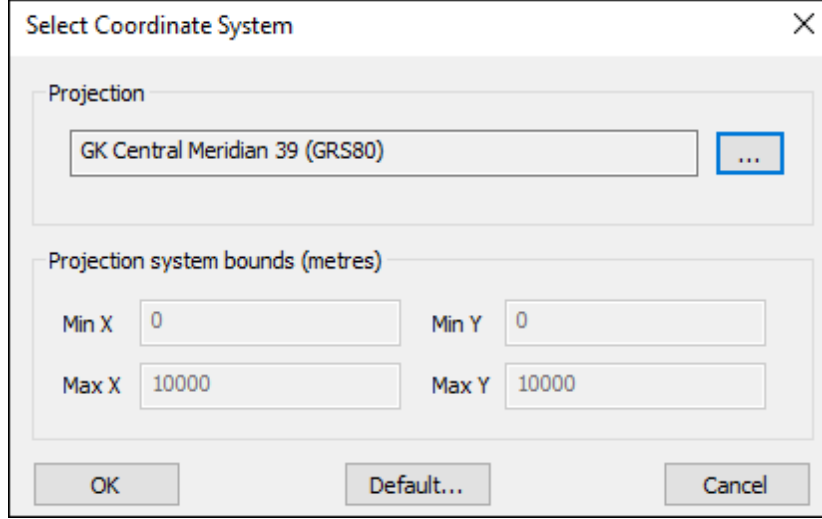 Select Coordinate System
Projection
GK Central Meridian 39 (GRS80)
...
Projection system bounds (metres)
Min X 0 Min Y 0
Max X 10000 Max Y 10000
OK Default... Cancel